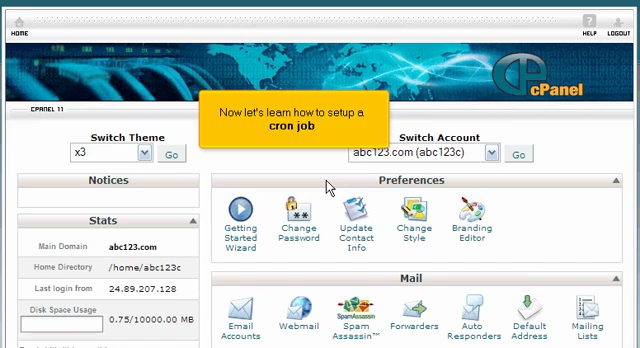 HOME
HELP
LOGOUT
cPanel
CPANEL 11
Now let's learn how to setup a
cron job
Switch Theme
x3
Go
Switch Account
abc123.com (abc123c)
Go
Notices
Stats
Main Domain abc123.com
Home Directory /home/abc123c
Last login from 24.89.207.128
Disk Space Usage
0.75/10000.00 MB
Preferences
Getting Started Wizard
Change Password
Update Contact Info
Change Style
Branding Editor
Mail
Email Accounts
Webmail
SpamAssassin
Spam Assassin™
Forwarders
Auto Responders
Default Address
Mailing Lists